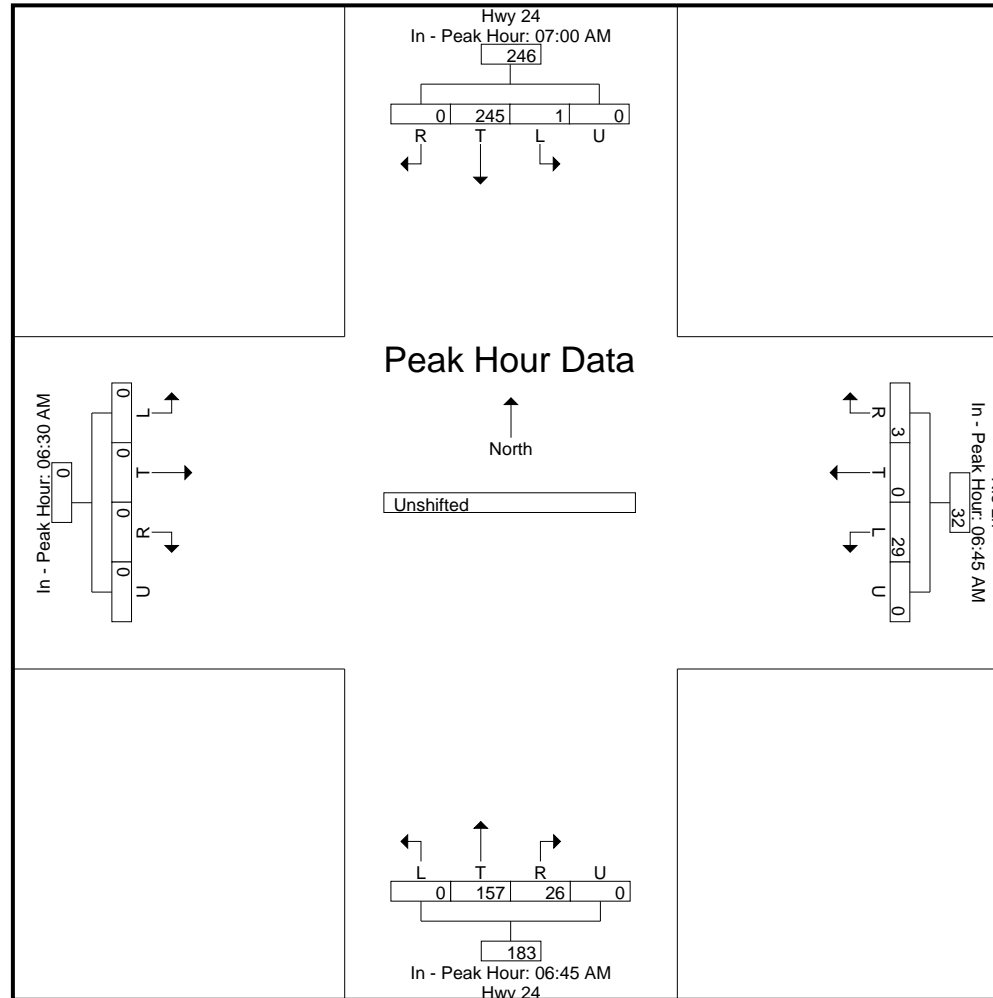 Hwy 24
In - Peak Hour: 07:00 AM
246
0 245 1 0
R T L U
Peak Hour Data
North
Unshifted
In - Peak Hour: 06:30 AM
0
0 0 0 0
L T R U
R T L U
3 0 29 0
32
In - Peak Hour: 06:45 AM
L T R U
0 157 26 0
183
In - Peak Hour: 06:45 AM
Hwy 24